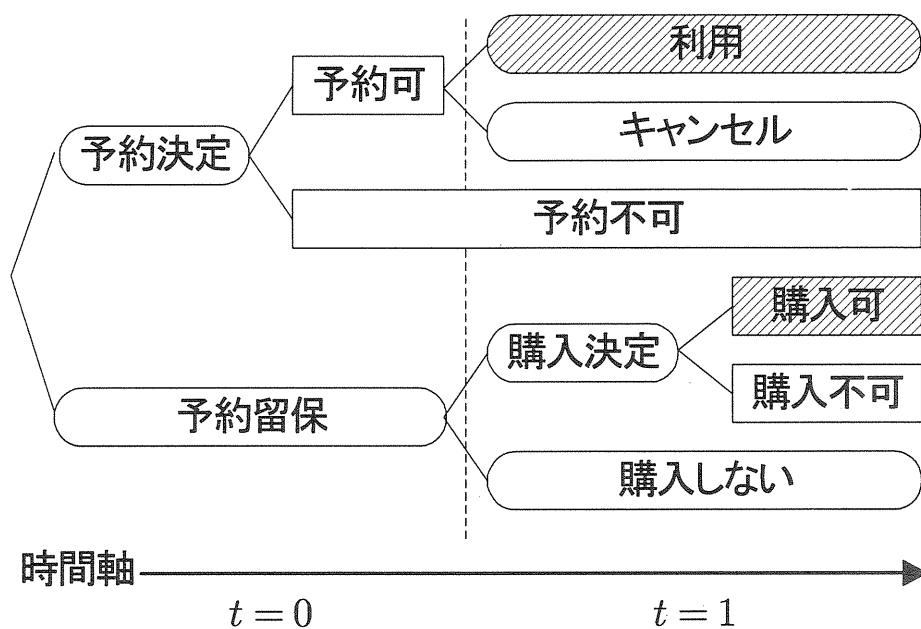 利用
予約可
キャンセル
予約決定
予約不可
購入可
購入決定
購入不可
予約留保
購入しない
時間軸
t = 0
t = 1